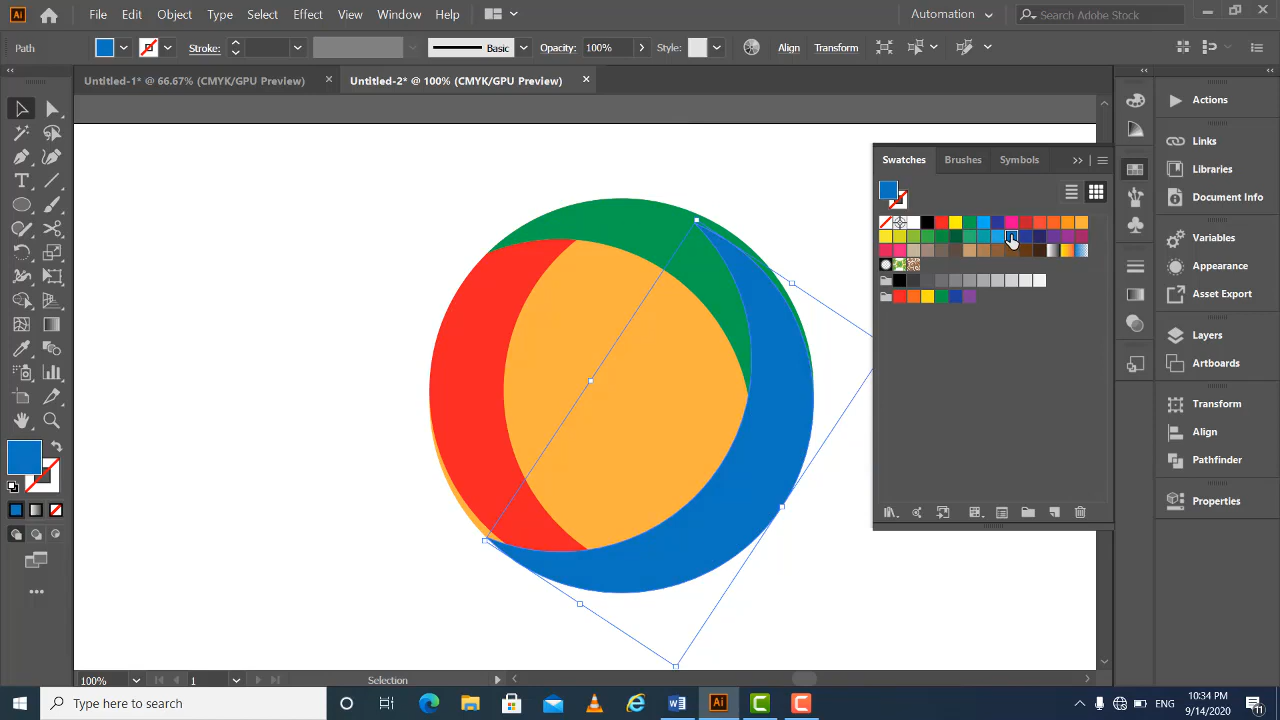 Ai File Edit Object Type Select Effect View Window Help Automation Search Adobe Stock
Path Stroke: Basic Opacity: 100% Style: Align Transform
Untitled-1* @ 66.67% (CMYK/GPU Preview) Untitled-2* @ 100% (CMYK/GPU Preview)
Swatches Brushes Symbols
Actions
Links
Libraries
Document Info
Variables
Appearance
Asset Export
Layers
Artboards
Transform
Align
Pathfinder
Properties
100% 1 Selection
Type here to search Ai ENG 10:34 PM
9/14/2020